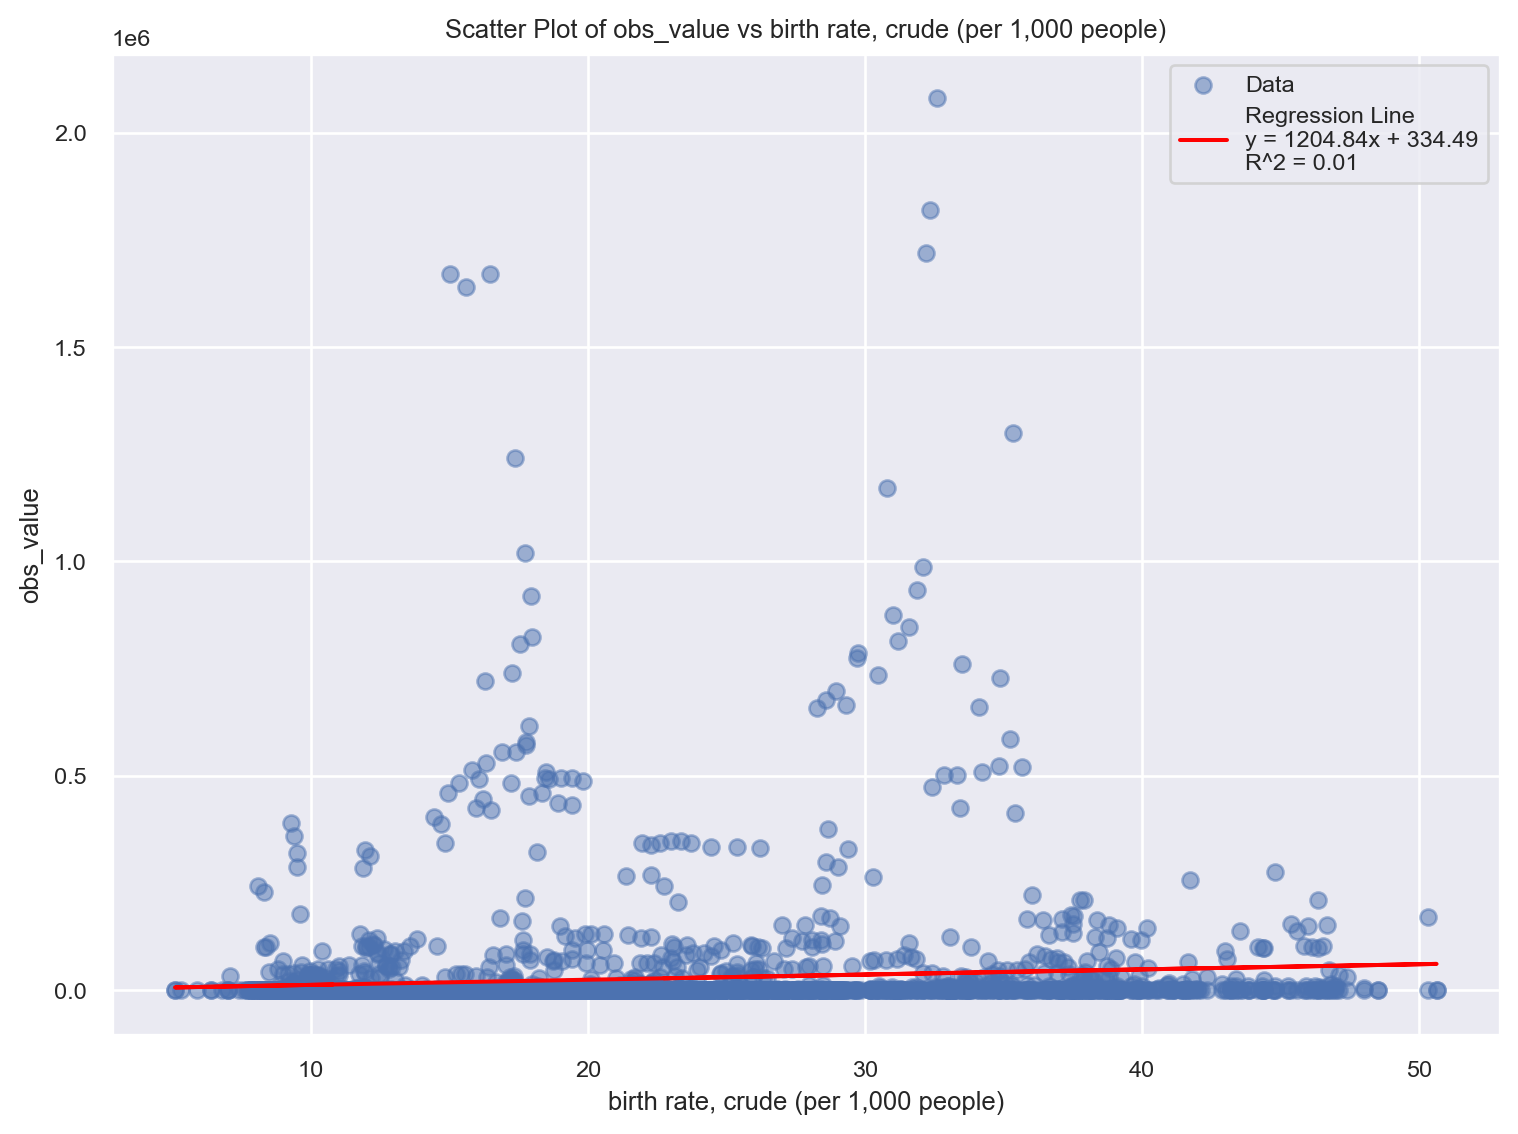 Scatter Plot of obs_value vs birth rate, crude (per 1,000 people)
1e6
Data
Regression Line
y = 1204.84x + 334.49
R^2 = 0.01
2.0
1.5
1.0
0.5
0.0
obs_value
10
20
30
40
50
birth rate, crude (per 1,000 people)